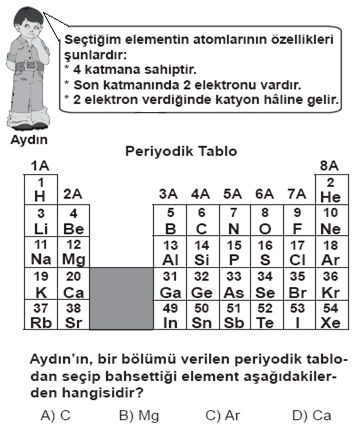 Seçtiğim elementin atomlarının özellikleri
şunlardır:
* 4 katmana sahiptir.
* Son katmanında 2 elektronu vardır.
* 2 elektron verdiğinde katyon hâline gelir.
Aydın
Periyodik Tablo
1A 8A
1 2
H 2A 3A 4A 5A 6A 7A He
3 4 5 6 7 8 9 10
Li Be B C N O F Ne
11 12 13 14 15 16 17 18
Na Mg Al Si P S Cl Ar
19 20 31 32 33 34 35 36
K Ca Ga Ge As Se Br Kr
37 38 49 50 51 52 53 54
Rb Sr In Sn Sb Te I Xe
Aydın'ın, bir bölümü verilen periyodik tablo-
dan seçip bahsettiği element aşağıdakiler-
den hangisidir?
A) C B) Mg C) Ar D) Ca